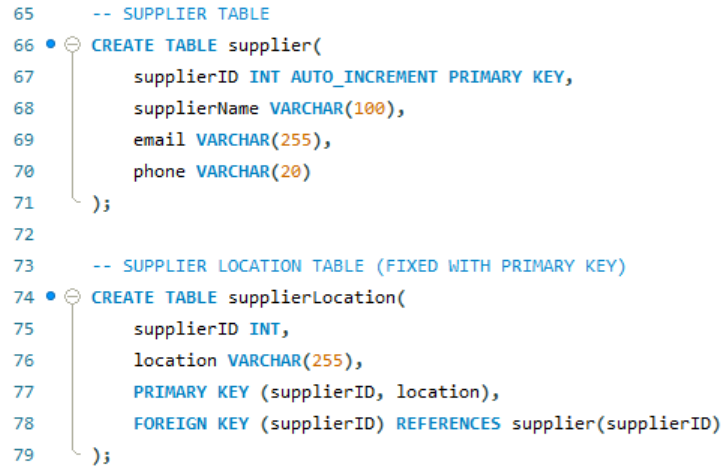 65 -- SUPPLIER TABLE
66 CREATE TABLE supplier(
67 supplierID INT AUTO_INCREMENT PRIMARY KEY,
68 supplierName VARCHAR(100),
69 email VARCHAR(255),
70 phone VARCHAR(20)
71 );
72
73 -- SUPPLIER LOCATION TABLE (FIXED WITH PRIMARY KEY)
74 CREATE TABLE supplierLocation(
75 supplierID INT,
76 location VARCHAR(255),
77 PRIMARY KEY (supplierID, location),
78 FOREIGN KEY (supplierID) REFERENCES supplier(supplierID)
79 );